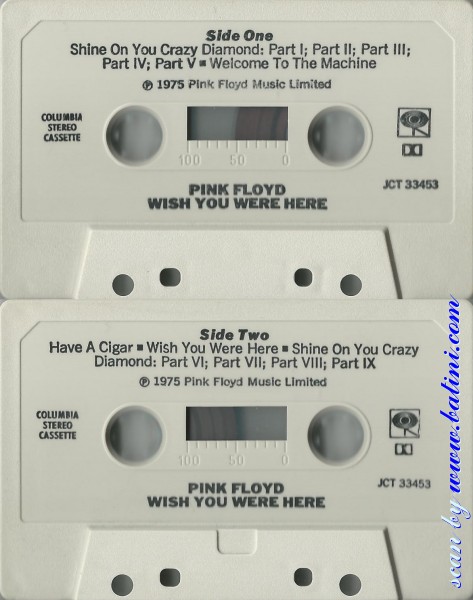 Side One
Shine On You Crazy Diamond: Part I; Part II; Part III;
Part IV; Part V ▪ Welcome To The Machine
℗ 1975 Pink Floyd Music Limited
COLUMBIA
STEREO
CASSETTE
100 50 0
JCT 33453
PINK FLOYD
WISH YOU WERE HERE
Side Two
Have A Cigar ▪ Wish You Were Here ▪ Shine On You Crazy
Diamond: Part VI; Part VII; Part VIII; Part IX
℗ 1975 Pink Floyd Music Limited
COLUMBIA
STEREO
CASSETTE
100 50 0
JCT 33453
PINK FLOYD
WISH YOU WERE HERE
scan by www.batini.com